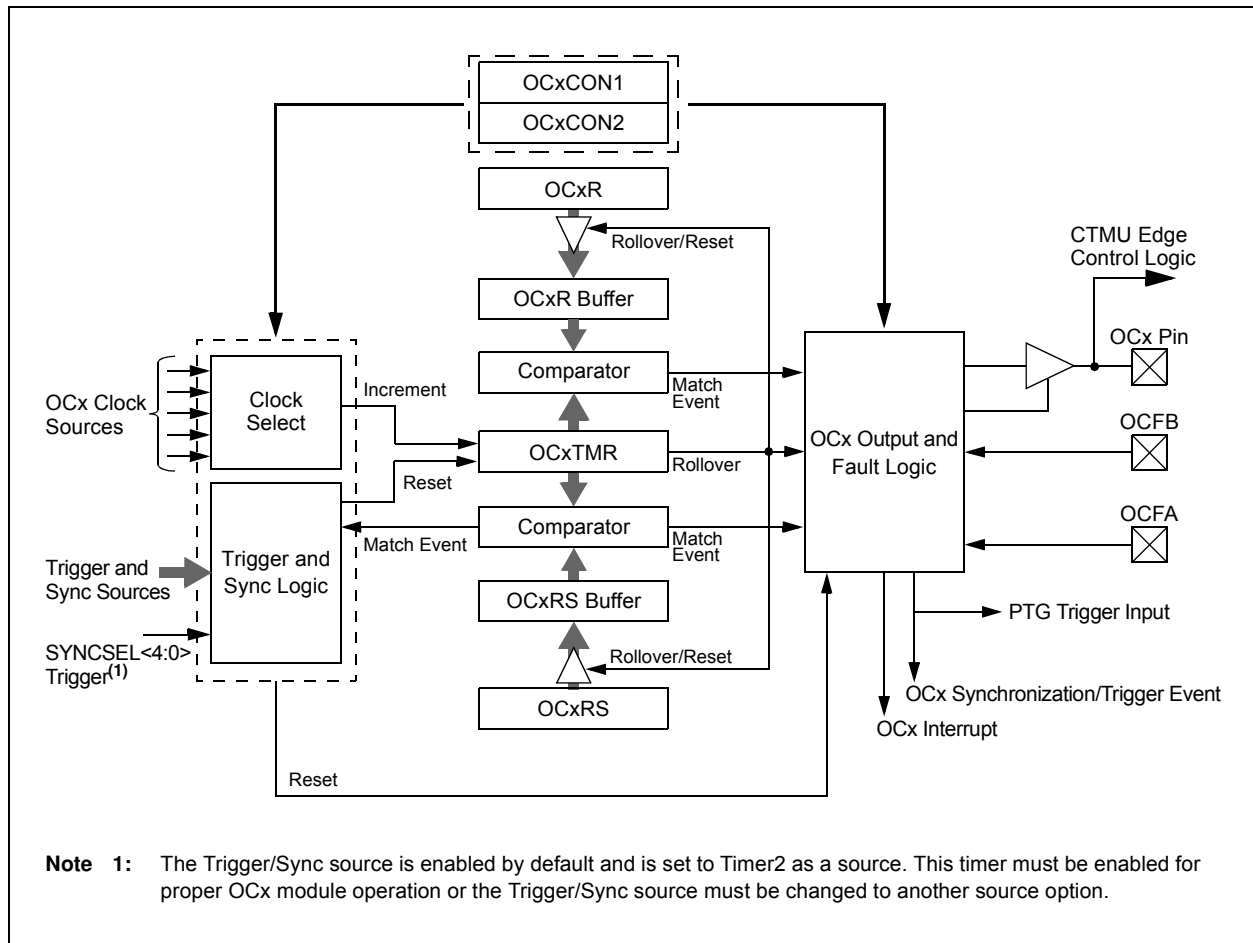 OCxCON1
OCxCON2
OCxR
Rollover/Reset
CTMU Edge
Control Logic
OCxR Buffer
OCx Pin
Comparator
Match
Event
Increment
Clock
Select
OCx Clock
Sources
OCxTMR
Rollover
OCx Output and
Fault Logic
OCFB
Reset
Comparator
Match Event
Match
Event
OCFA
Trigger and
Sync Logic
Trigger and
Sync Sources
OCxRS Buffer
PTG Trigger Input
SYNCSEL<4:0>
Trigger(1)
Rollover/Reset
OCxRS
OCx Synchronization/Trigger Event
OCx Interrupt
Reset
Note 1: The Trigger/Sync source is enabled by default and is set to Timer2 as a source. This timer must be enabled for
proper OCx module operation or the Trigger/Sync source must be changed to another source option.